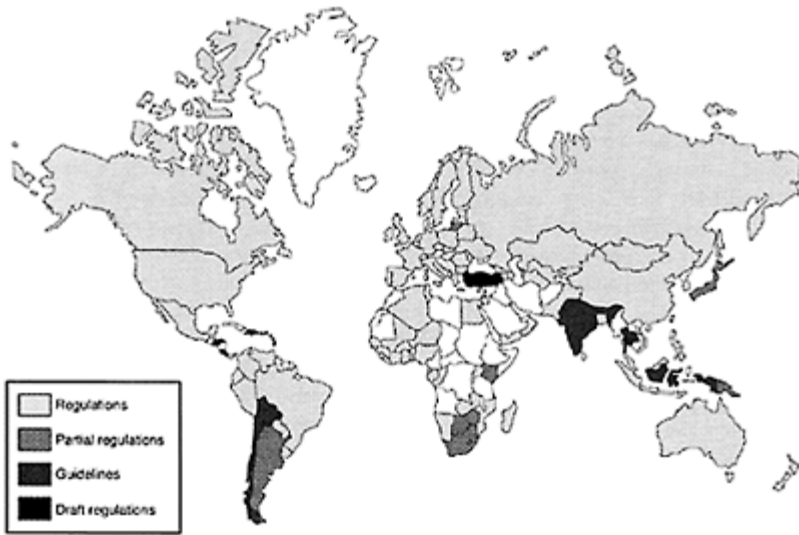 Regulations
Partial regulations
Guidelines
Draft regulations